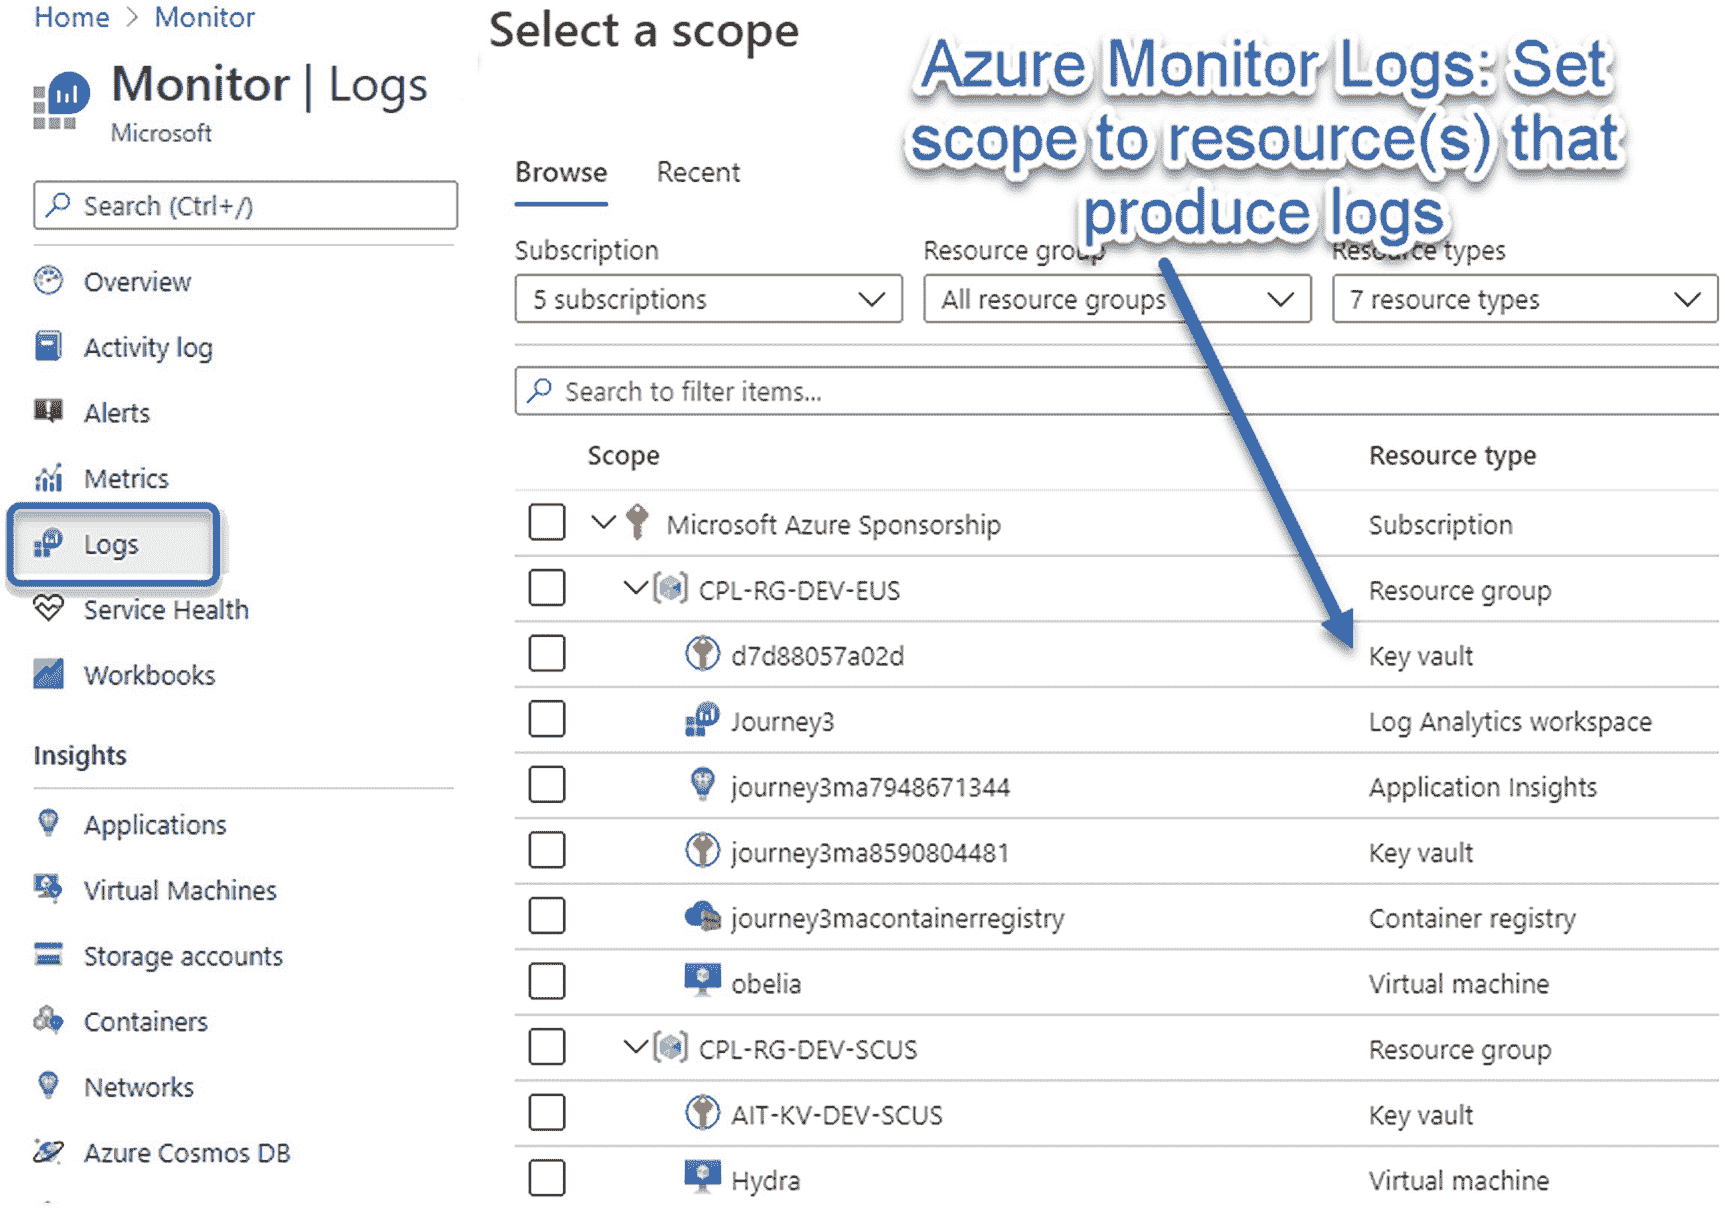 Home > Monitor
Monitor | Logs
Microsoft
Search (Ctrl+/)
Overview
Activity log
Alerts
Metrics
Logs
Service Health
Workbooks
Insights
Applications
Virtual Machines
Storage accounts
Containers
Networks
Azure Cosmos DB
Select a scope
Azure Monitor Logs: Set
scope to resource(s) that
produce logs
Browse Recent
Subscription Resource group Resource types
5 subscriptions All resource groups 7 resource types
Search to filter items...
Scope Resource type
Microsoft Azure Sponsorship Subscription
CPL-RG-DEV-EUS Resource group
d7d88057a02d Key vault
Journey3 Log Analytics workspace
journey3ma7948671344 Application Insights
journey3ma8590804481 Key vault
journey3macontainerregistry Container registry
obelia Virtual machine
CPL-RG-DEV-SCUS Resource group
AIT-KV-DEV-SCUS Key vault
Hydra Virtual machine